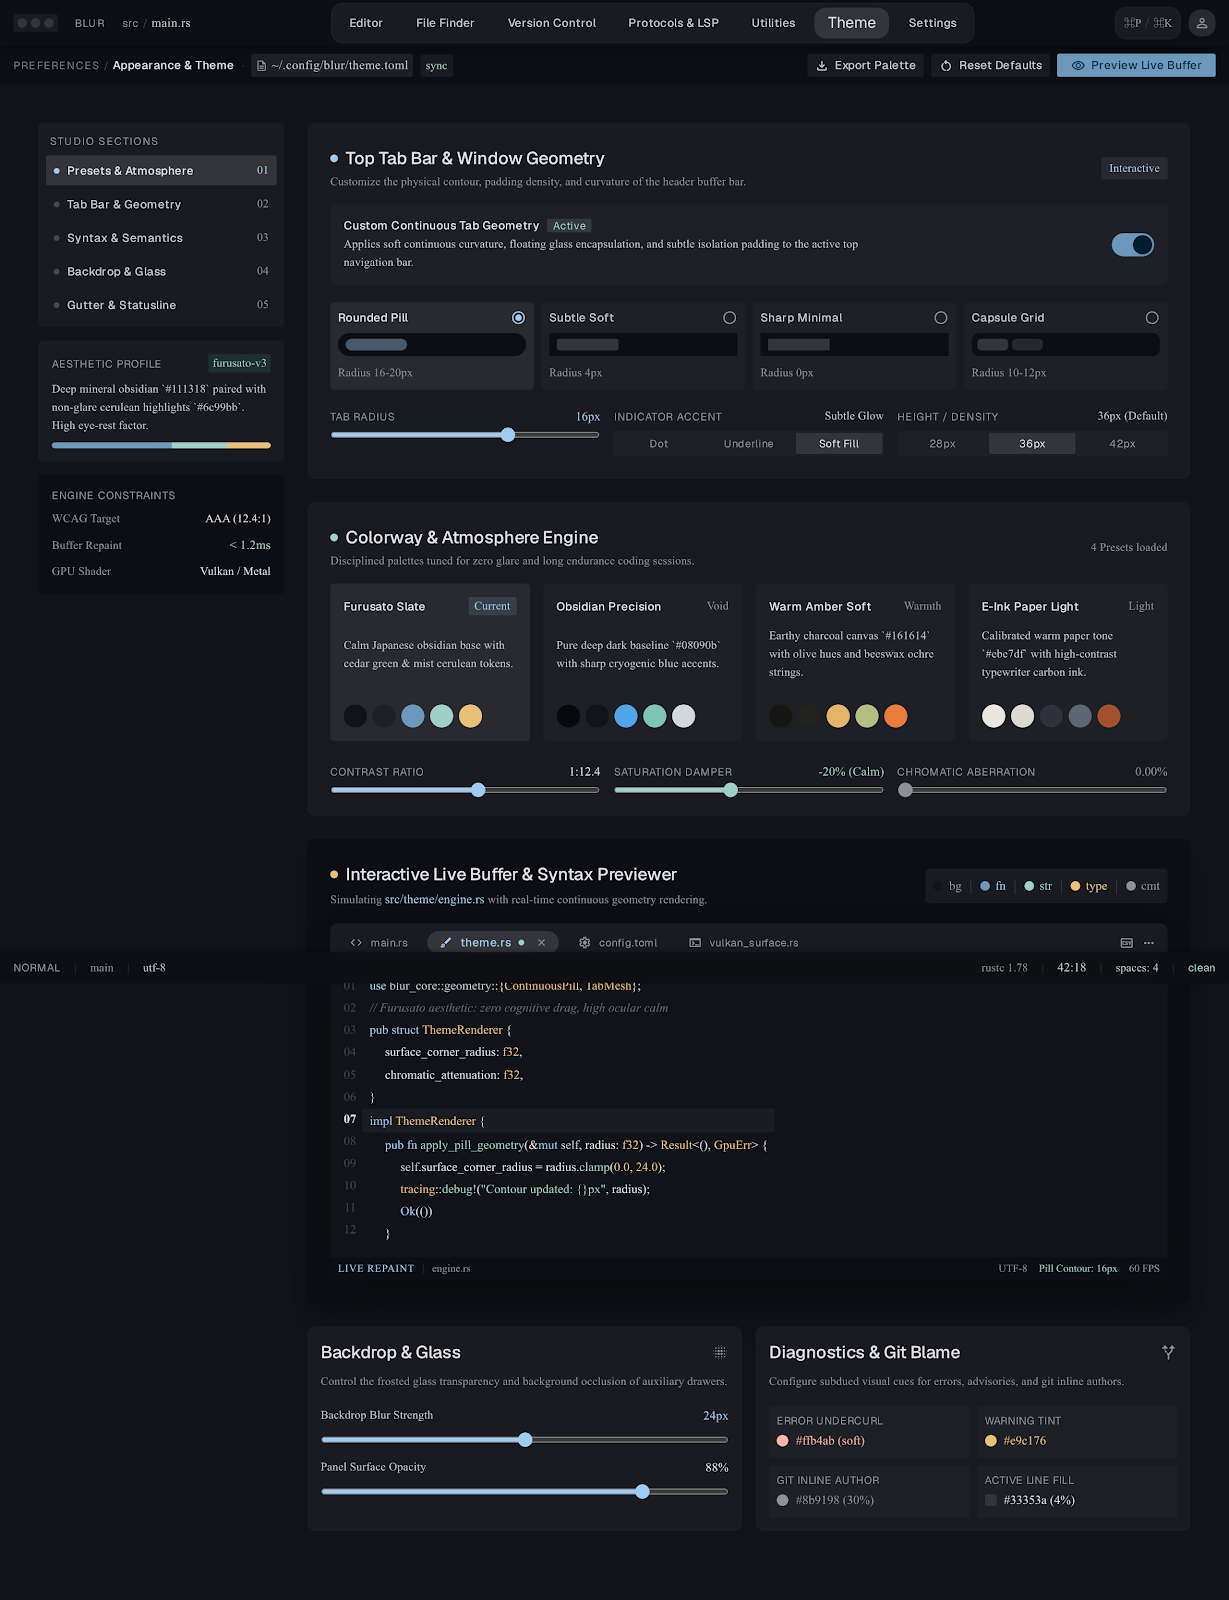 BLUR src / main.rs
Editor File Finder Version Control Protocols & LSP Utilities Theme Settings
⌘P / ⌘K
PREFERENCES / Appearance & Theme · ~/.config/blur/theme.toml sync
Export Palette Reset Defaults Preview Live Buffer
STUDIO SECTIONS
Presets & Atmosphere 01
Tab Bar & Geometry 02
Syntax & Semantics 03
Backdrop & Glass 04
Gutter & Statusline 05
AESTHETIC PROFILE furusato-v3
Deep mineral obsidian `#111318` paired with
non-glare cerulean highlights `#6c99bb`.
High eye-rest factor.
ENGINE CONSTRAINTS
WCAG Target AAA (12.4:1)
Buffer Repaint < 1.2ms
GPU Shader Vulkan / Metal
Top Tab Bar & Window Geometry
Customize the physical contour, padding density, and curvature of the header buffer bar.
Interactive
Custom Continuous Tab Geometry Active
Applies soft continuous curvature, floating glass encapsulation, and subtle isolation padding to the active top
navigation bar.
Rounded Pill
Radius 16-20px
Subtle Soft
Radius 4px
Sharp Minimal
Radius 0px
Capsule Grid
Radius 10-12px
TAB RADIUS 16px
INDICATOR ACCENT Subtle Glow
Dot Underline Soft Fill
HEIGHT / DENSITY 36px (Default)
28px 36px 42px
Colorway & Atmosphere Engine
Disciplined palettes tuned for zero glare and long endurance coding sessions.
4 Presets loaded
Furusato Slate Current
Calm Japanese obsidian base with
cedar green & mist cerulean tokens.
Obsidian Precision Void
Pure deep dark baseline `#08090b`
with sharp cryogenic blue accents.
Warm Amber Soft Warmth
Earthy charcoal canvas `#161614`
with olive hues and beeswax ochre
strings.
E-Ink Paper Light Light
Calibrated warm paper tone
`#ebe7df` with high-contrast
typewriter carbon ink.
CONTRAST RATIO 1:12.4
SATURATION DAMPER -20% (Calm)
CHROMATIC ABERRATION 0.00%
Interactive Live Buffer & Syntax Previewer
Simulating src/theme/engine.rs with real-time continuous geometry rendering.
bg fn str type cmt
main.rs theme.rs config.toml vulkan_surface.rs
NORMAL main utf-8
rustc 1.78 42:18 spaces: 4 clean
01 use blur_core::geometry::{ContinuousPill, TabMesh};
02 // Furusato aesthetic: zero cognitive drag, high ocular calm
03 pub struct ThemeRenderer {
04 surface_corner_radius: f32,
05 chromatic_attenuation: f32,
06 }
07 impl ThemeRenderer {
08 pub fn apply_pill_geometry(&mut self, radius: f32) -> Result<(), GpuErr> {
09 self.surface_corner_radius = radius.clamp(0.0, 24.0);
10 tracing::debug!("Contour updated: {}px", radius);
11 Ok(())
12 }
LIVE REPAINT engine.rs
UTF-8 Pill Contour: 16px 60 FPS
Backdrop & Glass
Control the frosted glass transparency and background occlusion of auxiliary drawers.
Backdrop Blur Strength 24px
Panel Surface Opacity 88%
Diagnostics & Git Blame
Configure subdued visual cues for errors, advisories, and git inline authors.
ERROR UNDERCURL
#ffb4ab (soft)
WARNING TINT
#e9c176
GIT INLINE AUTHOR
#8b9198 (30%)
ACTIVE LINE FILL
#33353a (4%)